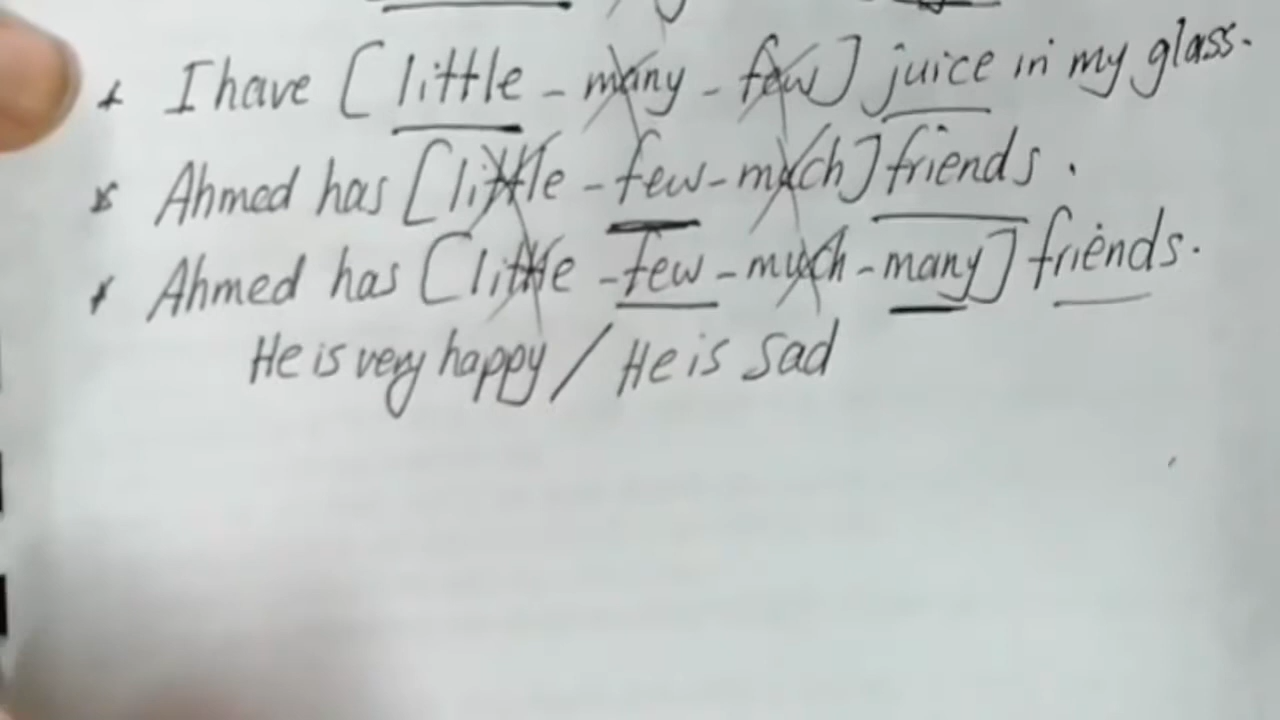 * I have [little - many - few] juice in my glass.
* Ahmed has [little - few - much] friends.
* Ahmed has [little - few - much - many] friends.
He is very happy / He is sad